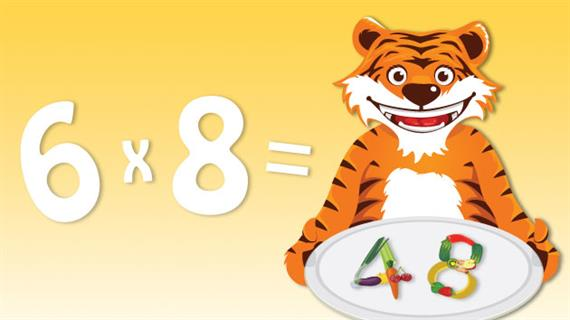 6 x 8 =
48